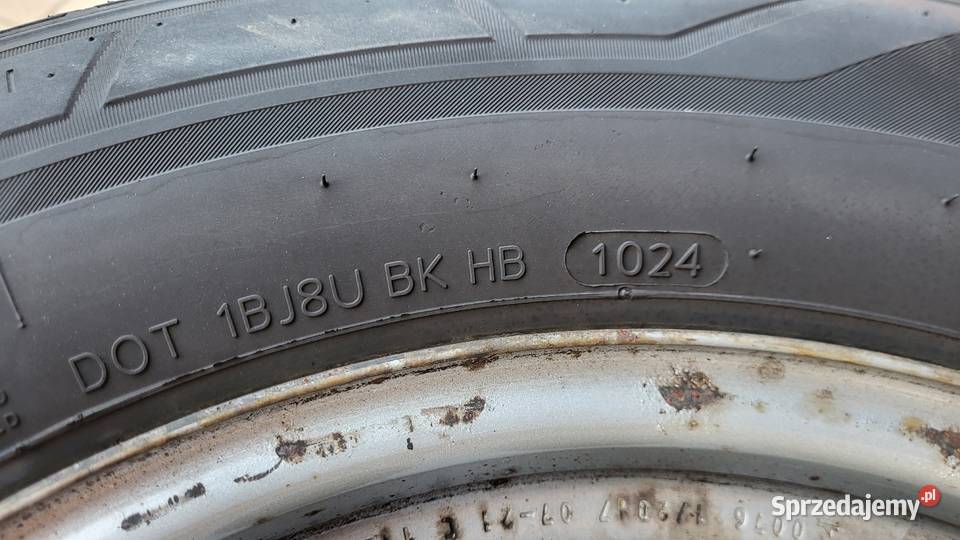 DOT 1BJ8U BK HB 1024
Sprzedajemy.pl